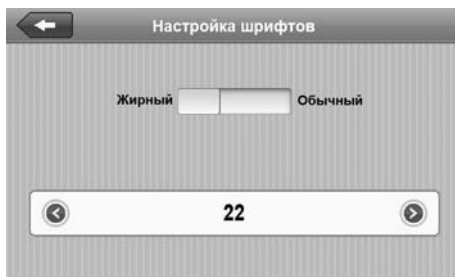 Настройка шрифтов
Жирный Обычный
22